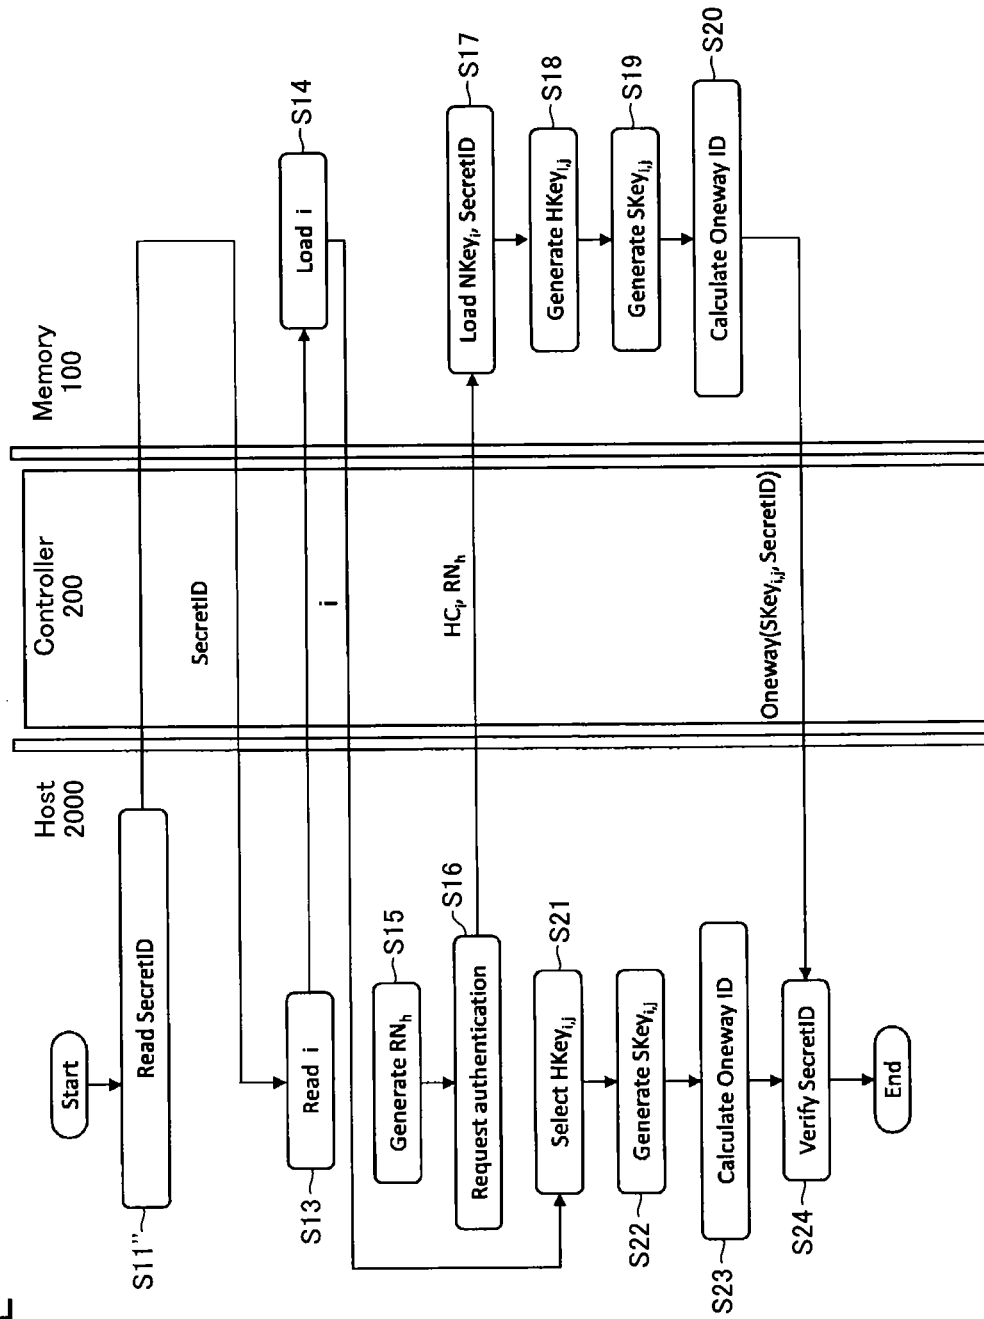 Host
2000
Controller
200
Memory
100
Start
Read SecretID
S11"
SecretID
Read i
S13
Load i
S14
i
Generate RNh
S15
Request authentication
S16
HCj, RNh
Load NKeyi, SecretID
S17
Select HKeyi,j
S21
Generate HKeyi,j
S18
Generate SKeyi,j
S22
Generate SKeyi,j
S19
Calculate Oneway ID
S23
Calculate Oneway ID
S20
Oneway(SKeyi,j, SecretID)
Verify SecretID
S24
End